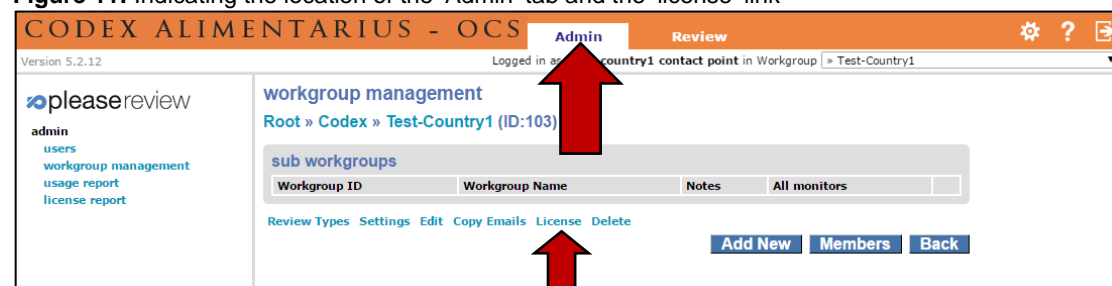 Figure 11: Indicating the location of the 'Admin' tab and the 'license' link
CODEX ALIMENTARIUS - OCS Admin Review
Version 5.2.12 Logged in as country1 contact point in Workgroup » Test-Country1
pleasereview
workgroup management
Root » Codex » Test-Country1 (ID:103)
admin
users
workgroup management
usage report
license report
sub workgroups
Workgroup ID Workgroup Name Notes All monitors
Review Types Settings Edit Copy Emails License Delete
Add New Members Back